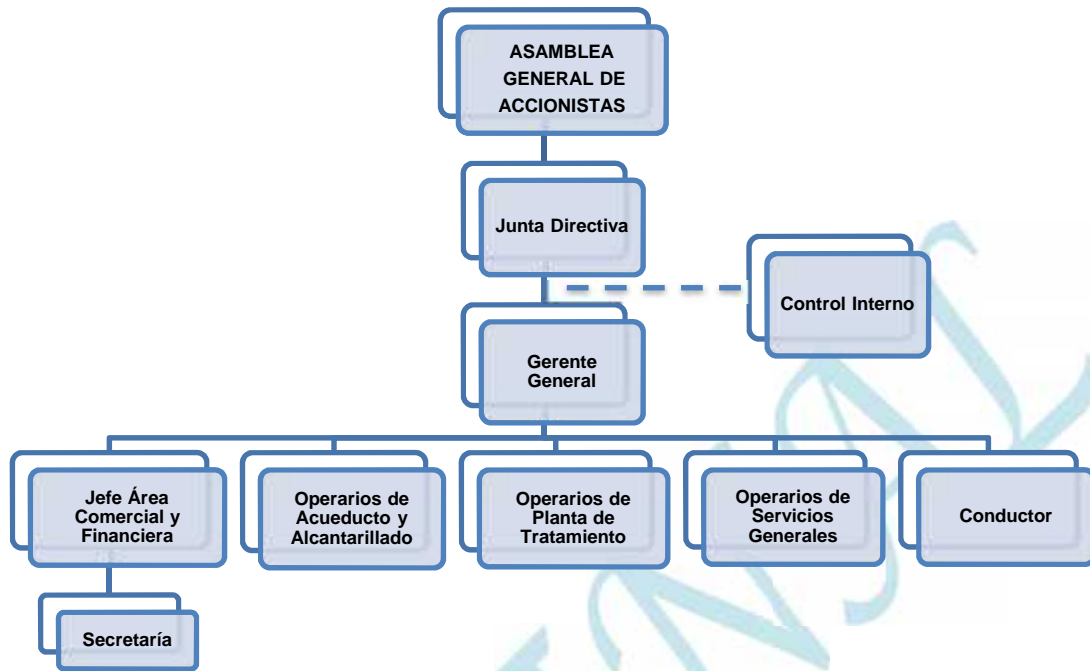 ASAMBLEA
GENERAL DE
ACCIONISTAS
Junta Directiva
Control Interno
Gerente
General
Jefe Área
Comercial y
Financiera
Operarios de
Acueducto y
Alcantarillado
Operarios de
Planta de
Tratamiento
Operarios de
Servicios
Generales
Conductor
Secretaría